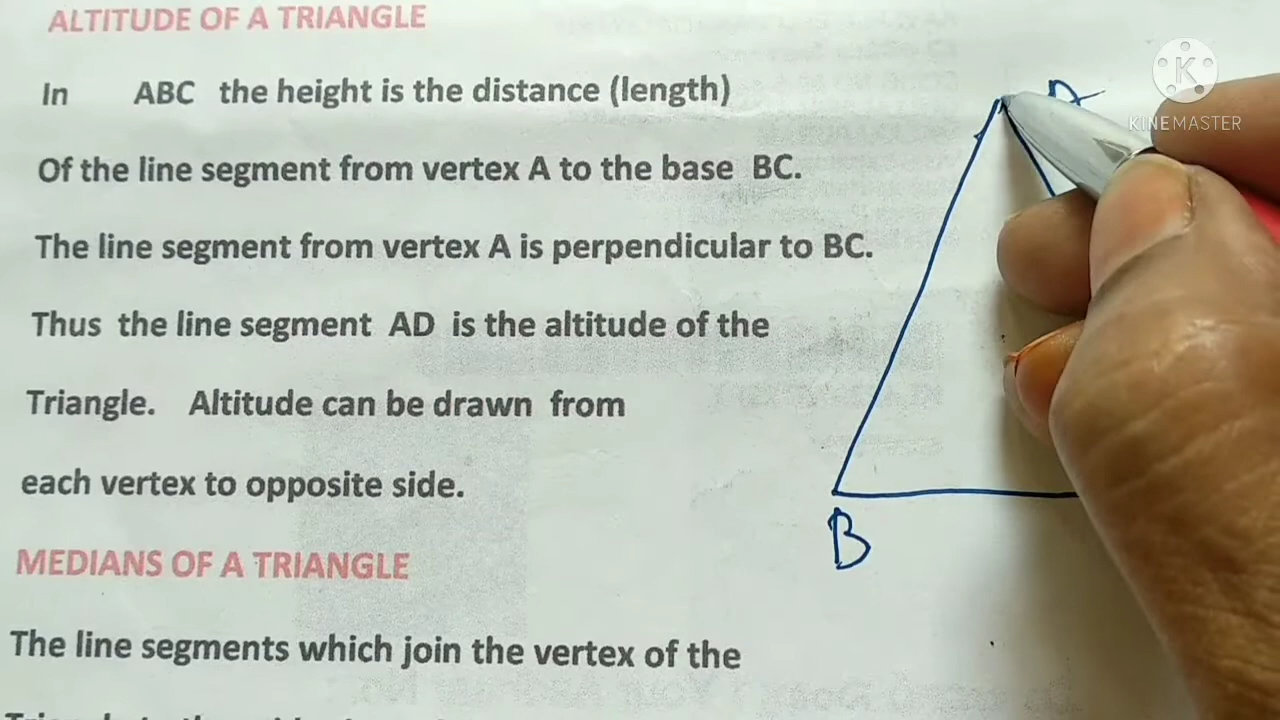 ALTITUDE OF A TRIANGLE
In ABC the height is the distance (length)
Of the line segment from vertex A to the base BC.
The line segment from vertex A is perpendicular to BC.
Thus the line segment AD is the altitude of the
Triangle. Altitude can be drawn from
each vertex to opposite side.
MEDIANS OF A TRIANGLE
The line segments which join the vertex of the
A
B
K
KINEMASTER